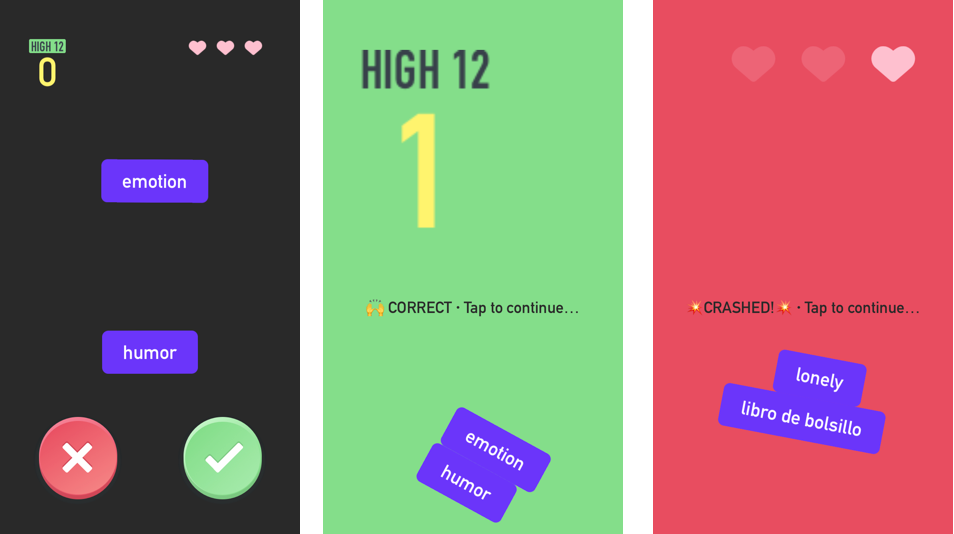 HIGH 12
0
emotion
humor
HIGH 12
1
🙌 CORRECT · Tap to continue...
emotion
humor
💥CRASHED!💥 · Tap to continue...
lonely
libro de bolsillo